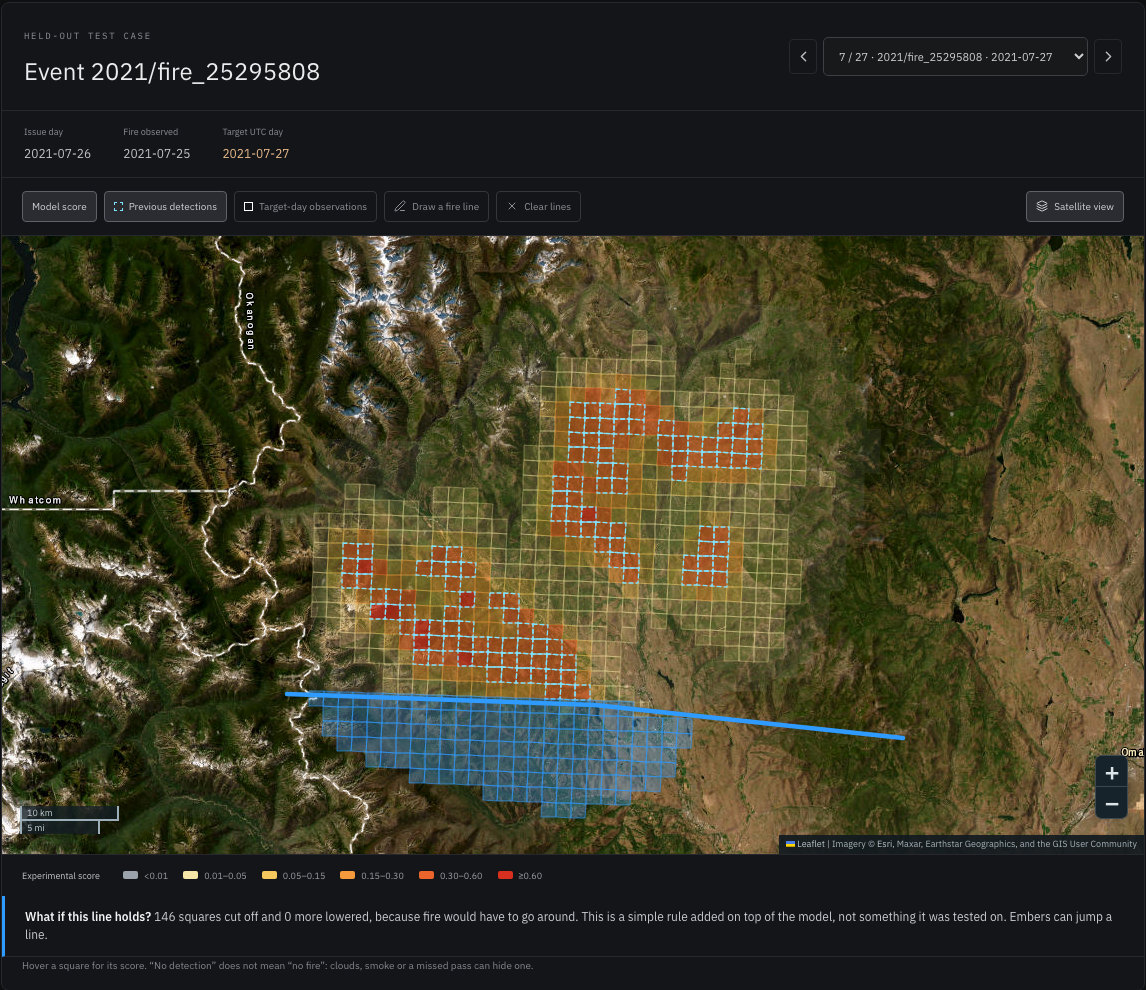 HELD-OUT TEST CASE
Event 2021/fire_25295808
7 / 27 · 2021/fire_25295808 · 2021-07-27
Issue day
Fire observed
Target UTC day
2021-07-26
2021-07-25
2021-07-27
Model score
Previous detections
Target-day observations
Draw a fire line
Clear lines
Satellite view
Okanogan
Whatcom
Oma
+
−
10 km
5 mi
Leaflet | Imagery © Esri, Maxar, Earthstar Geographics, and the GIS User Community
Experimental score
<0.01
0.01–0.05
0.05–0.15
0.15–0.30
0.30–0.60
≥0.60
What if this line holds? 146 squares cut off and 0 more lowered, because fire would have to go around. This is a simple rule added on top of the model, not something it was tested on. Embers can jump a
line.
Hover a square for its score. “No detection” does not mean “no fire”: clouds, smoke or a missed pass can hide one.